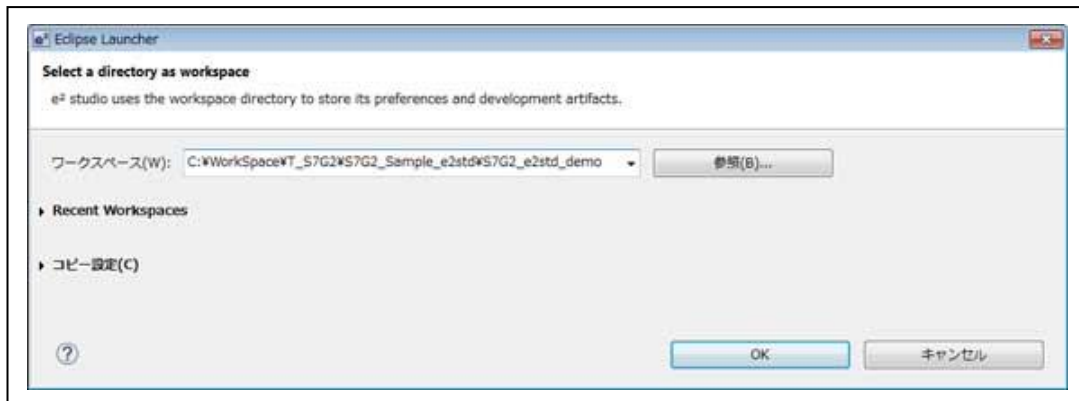 e² Eclipse Launcher
Select a directory as workspace
e² studio uses the workspace directory to store its preferences and development artifacts.
ワークスペース(W): C:¥WorkSpace¥T_S7G2¥S7G2_Sample_e2std¥S7G2_e2std_demo 参照(B)...
Recent Workspaces
コピー設定(C)
? OK キャンセル